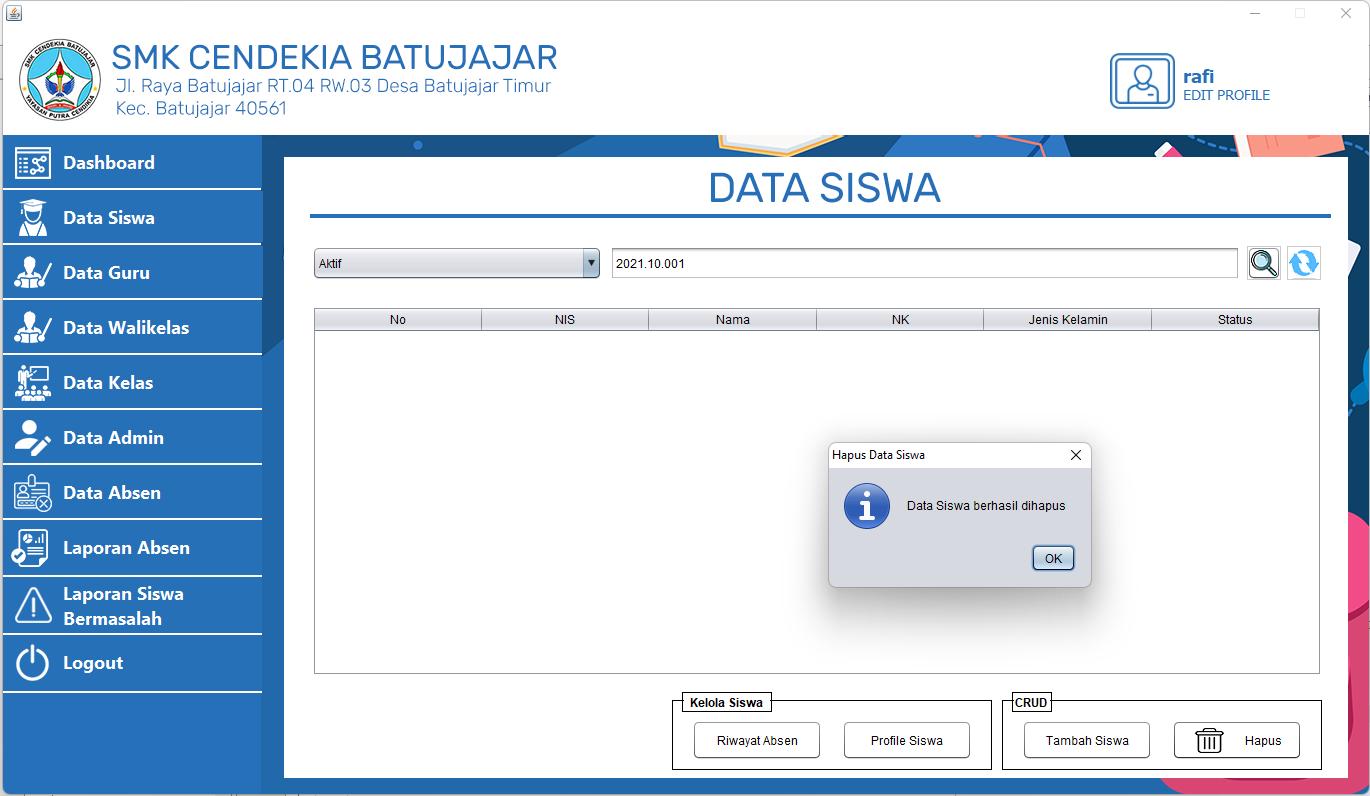 SMK CENDEKIA BATUJAJAR
YAYASAN PUTRA CENDIKIA
SMK CENDEKIA BATUJAJAR
Jl. Raya Batujajar RT.04 RW.03 Desa Batujajar Timur
Kec. Batujajar 40561
rafi
EDIT PROFILE
Dashboard
Data Siswa
Data Guru
Data Walikelas
Data Kelas
Data Admin
Data Absen
Laporan Absen
Laporan Siswa
Bermasalah
Logout
DATA SISWA
Aktif
2021.10.001
No NIS Nama NK Jenis Kelamin Status
Hapus Data Siswa
Data Siswa berhasil dihapus
OK
Kelola Siswa
Riwayat Absen Profile Siswa
CRUD
Tambah Siswa Hapus